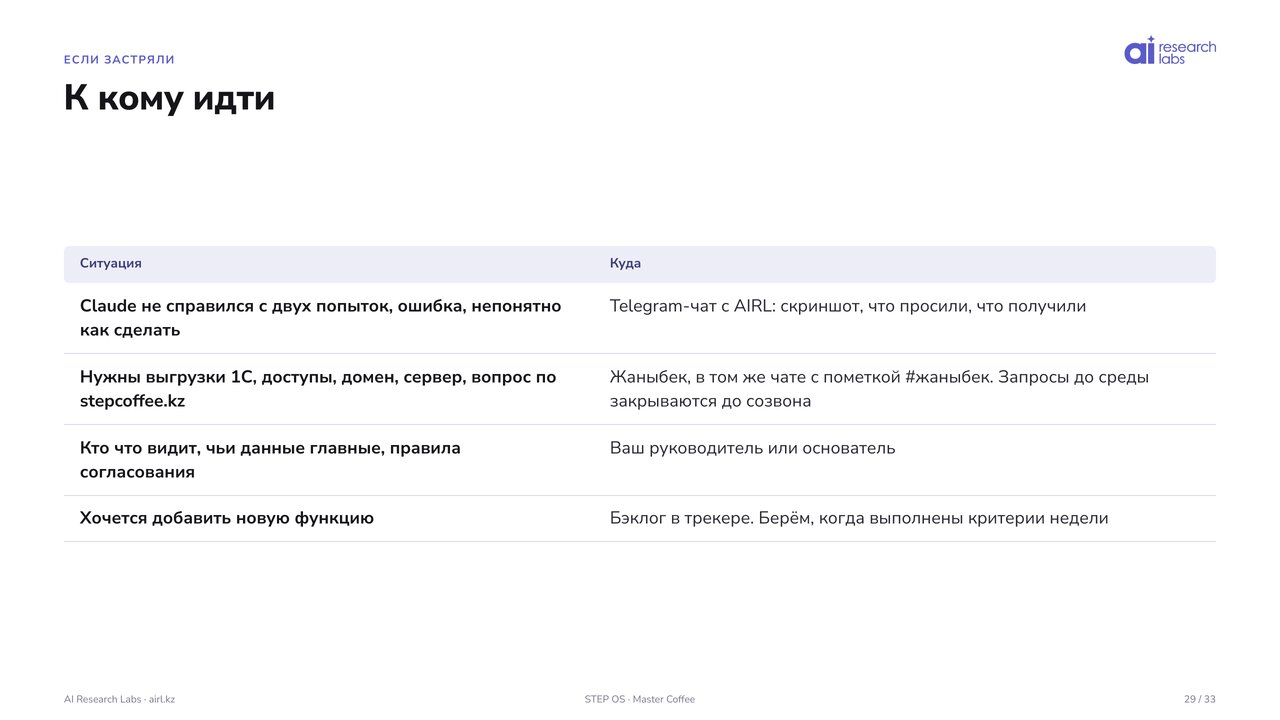 ЕСЛИ ЗАСТРЯЛИ
ai research labs
К кому идти
Ситуация
Куда
Claude не справился с двух попыток, ошибка, непонятно
как сделать
Telegram-чат с AIRL: скриншот, что просили, что получили
Нужны выгрузки 1С, доступы, домен, сервер, вопрос по
stepcoffee.kz
Жаныбек, в том же чате с пометкой #жаныбек. Запросы до среды
закрываются до созвона
Кто что видит, чьи данные главные, правила
согласования
Ваш руководитель или основатель
Хочется добавить новую функцию
Бэклог в трекере. Берём, когда выполнены критерии недели
AI Research Labs · airl.kz
STEP OS · Master Coffee
29 / 33